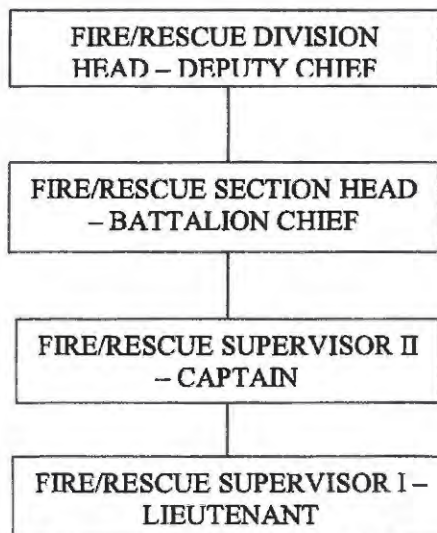 FIRE/RESCUE DIVISION
HEAD – DEPUTY CHIEF
FIRE/RESCUE SECTION HEAD
– BATTALION CHIEF
FIRE/RESCUE SUPERVISOR II
– CAPTAIN
FIRE/RESCUE SUPERVISOR I –
LIEUTENANT